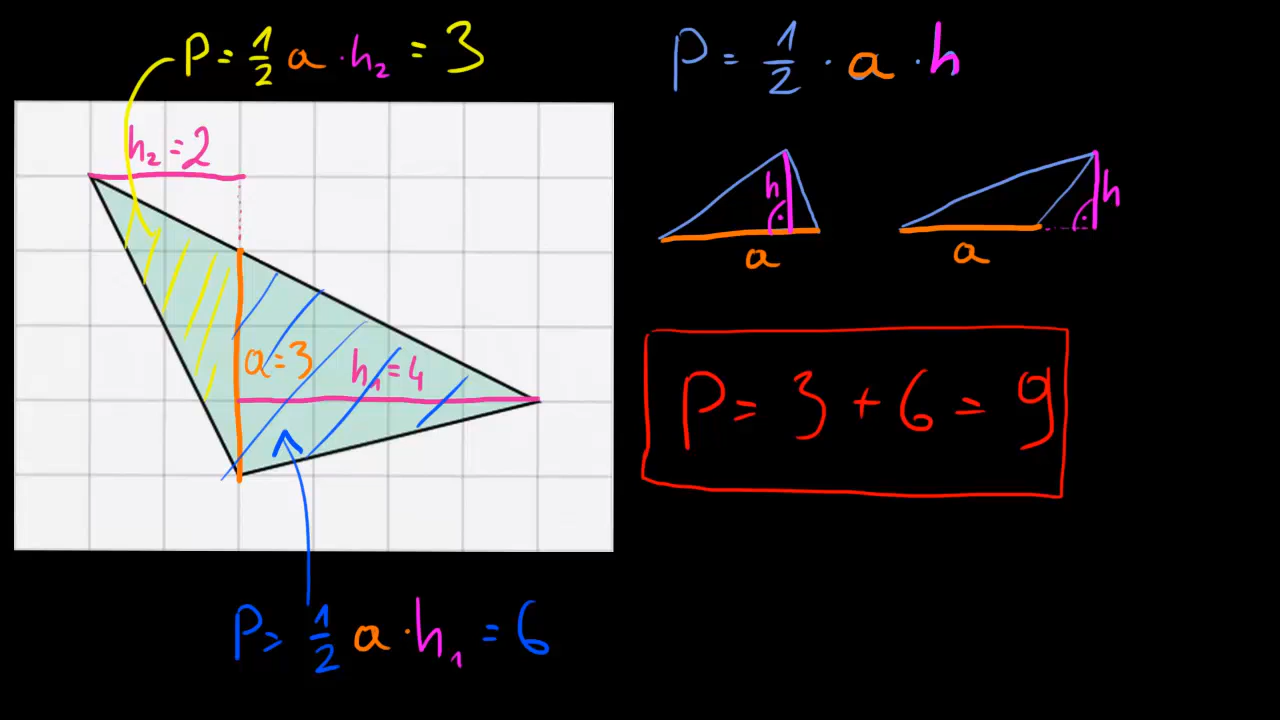 P = 1/2 a · h₂ = 3
h₂ = 2
a = 3
h₁ = 4
P = 1/2 a · h₁ = 6
P = 1/2 · a · h
h
a
h
a
P = 3 + 6 = 9